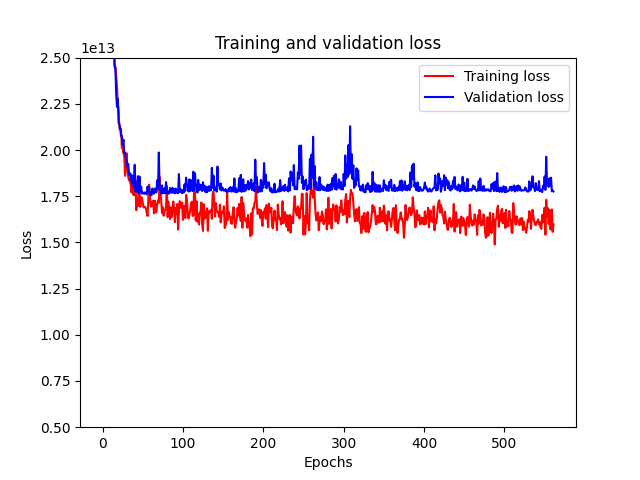 Training and validation loss
1e13
2.50
2.25
2.00
1.75
1.50
1.25
1.00
0.75
0.50
Loss
Training loss
Validation loss
0
100
200
300
400
500
Epochs